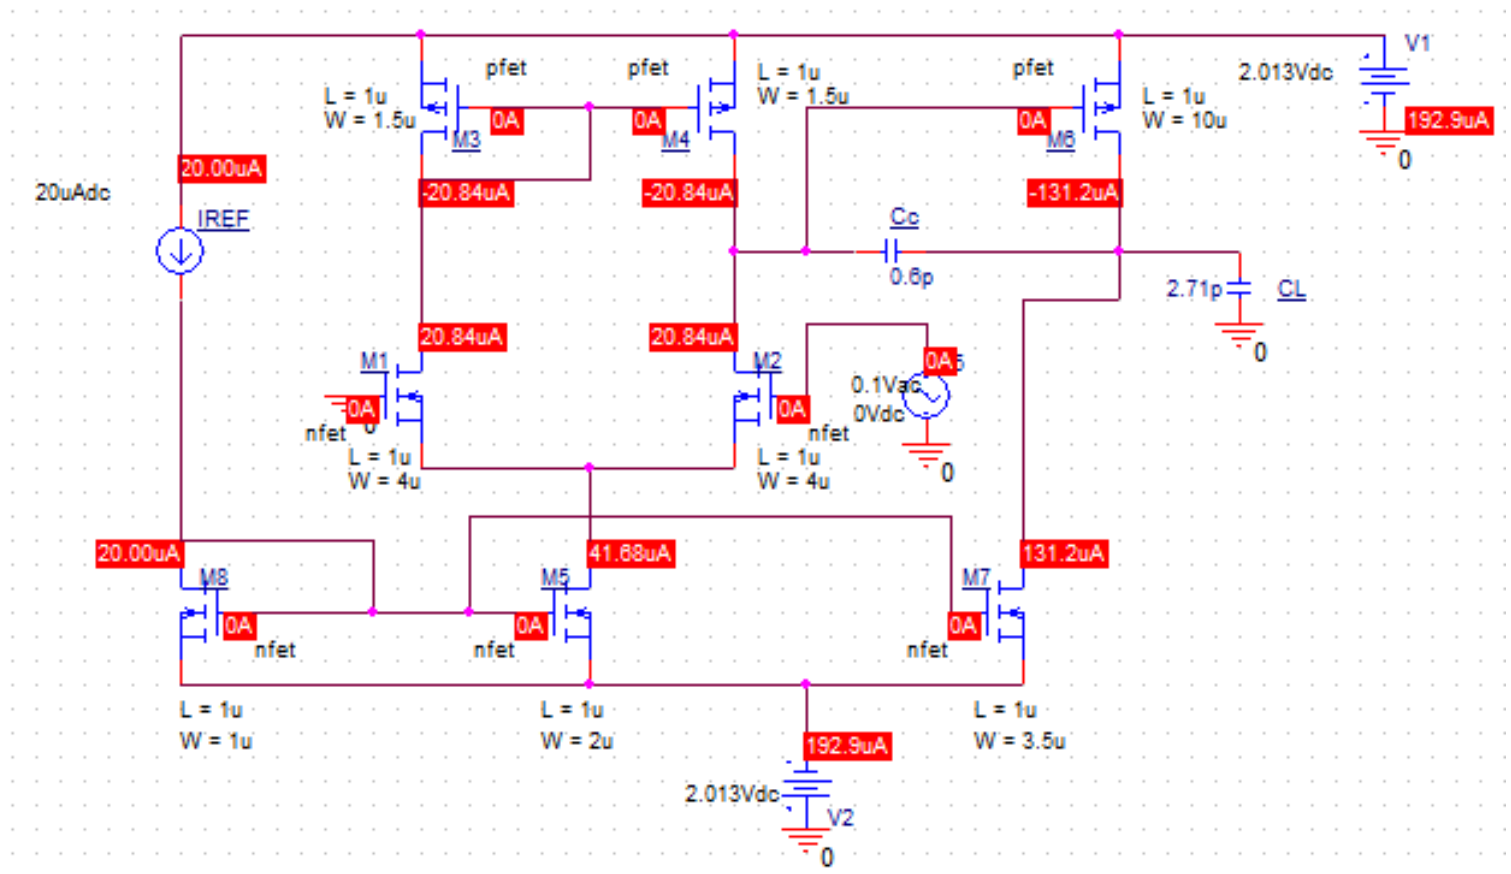 V1
pfet
pfet
L = 1u
W = 1.5u
pfet
2.013Vdc
L = 1u
W = 1.5u
L = 1u
W = 10u
0A
0A
0A
192.9uA
M3
M4
M6
0
20.00uA
20uAdc
-20.84uA
-20.84uA
-131.2uA
IREF
Cc
0.6p
2.71p
CL
20.84uA
20.84uA
0
M1
M2
0A
5
0.1Vac
0Vdc
0A
0
0A
nfet
nfet
L = 1u
W = 4u
L = 1u
W = 4u
0
20.00uA
41.68uA
131.2uA
M8
M5
M7
0A
0A
0A
nfet
nfet
nfet
L = 1u
W = 1u
L = 1u
W = 2u
L = 1u
W = 3.5u
192.9uA
2.013Vdc
V2
0